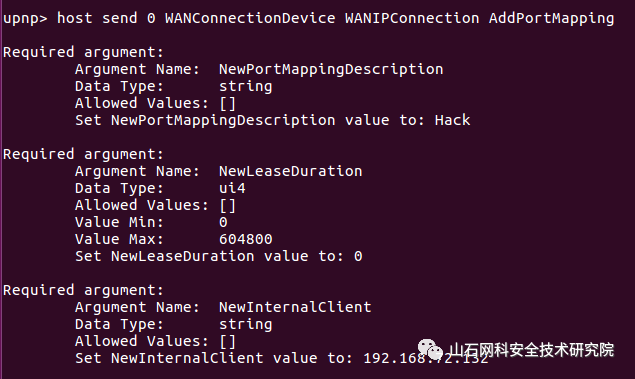 upnp> host send 0 WANConnectionDevice WANIPConnection AddPortMapping
Required argument:
Argument Name: NewPortMappingDescription
Data Type: string
Allowed Values: []
Set NewPortMappingDescription value to: Hack
Required argument:
Argument Name: NewLeaseDuration
Data Type: ui4
Allowed Values: []
Value Min: 0
Value Max: 604800
Set NewLeaseDuration value to: 0
Required argument:
Argument Name: NewInternalClient
Data Type: string
Allowed Values: []
Set NewInternalClient value to: 192.168.72.132
山石网科安全技术研究院